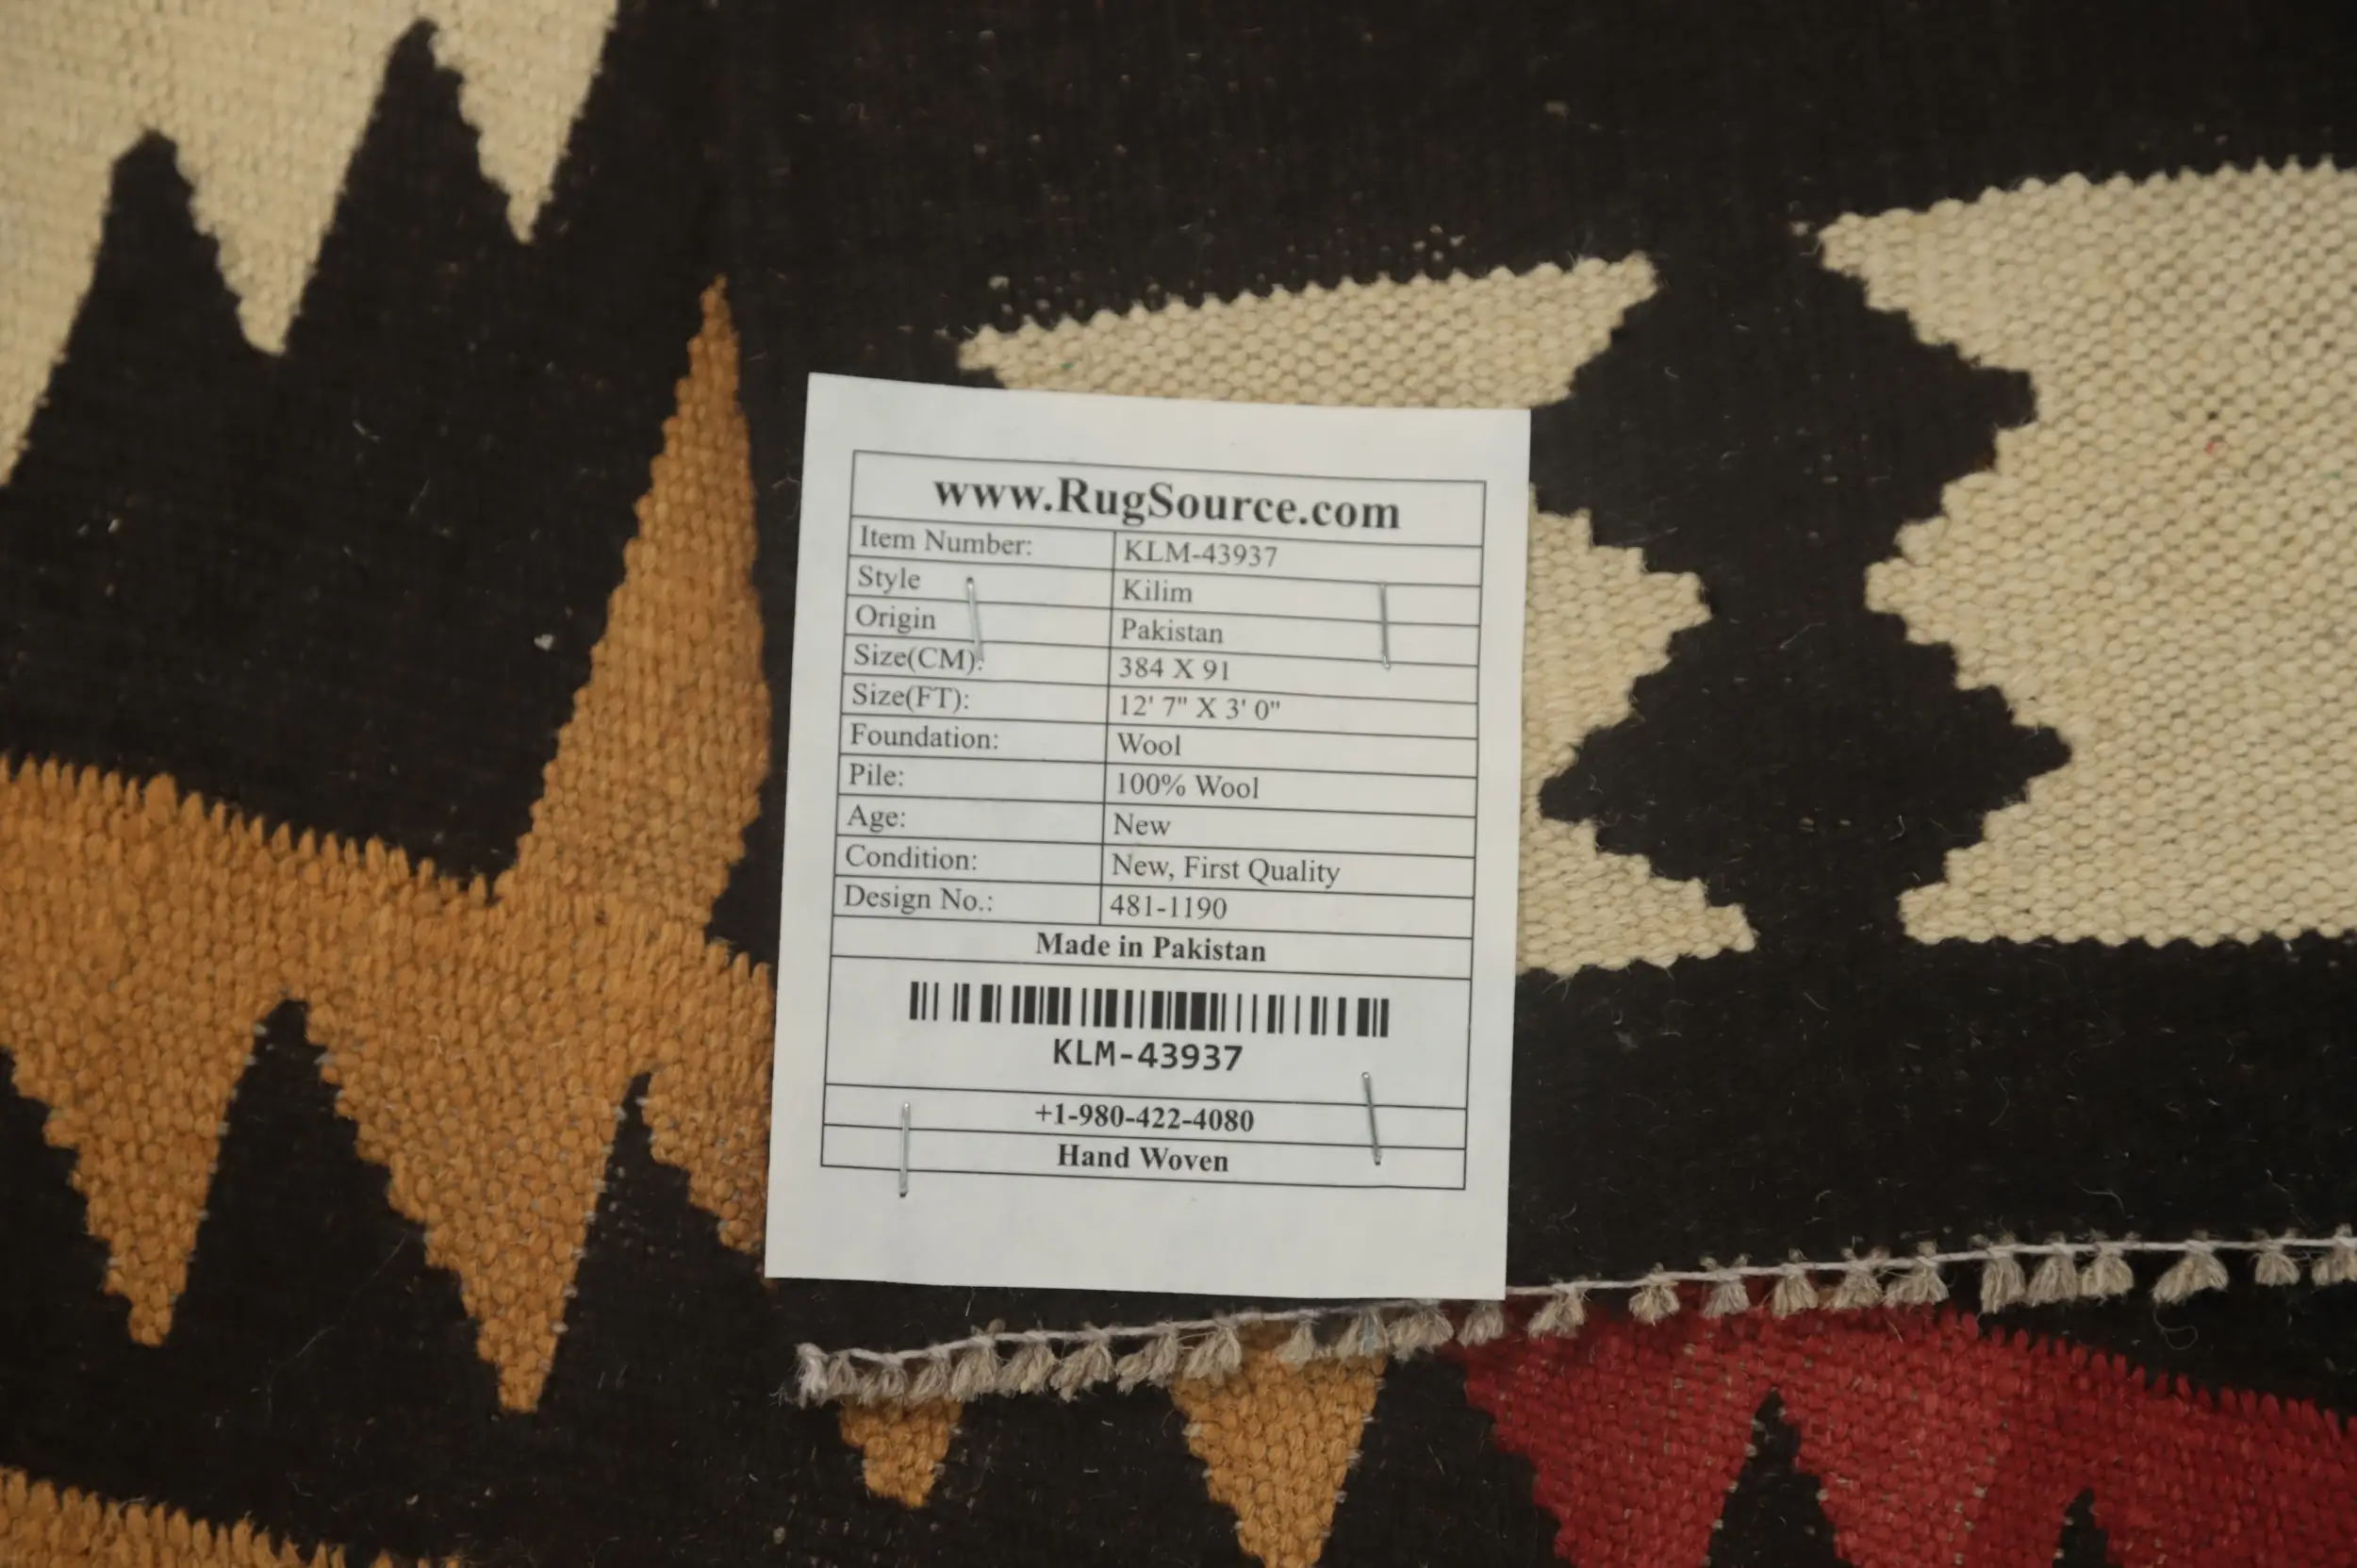 www.RugSource.com
Item Number: KLM-43937
Style Kilim
Origin Pakistan
Size(CM): 384 X 91
Size(FT): 12' 7" X 3' 0"
Foundation: Wool
Pile: 100% Wool
Age: New
Condition: New, First Quality
Design No.: 481-1190
Made in Pakistan
KLM-43937
+1-980-422-4080
Hand Woven